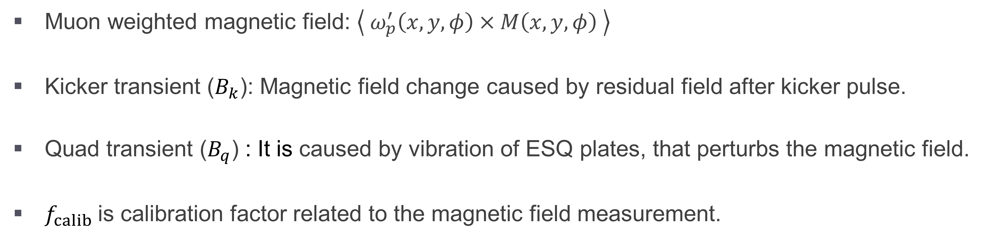 ▪ Muon weighted magnetic field: ⟨ ω′ₚ(x, y, ϕ) × M(x, y, ϕ) ⟩
▪ Kicker transient (Bₖ): Magnetic field change caused by residual field after kicker pulse.
▪ Quad transient (B_q) : It is caused by vibration of ESQ plates, that perturbs the magnetic field.
▪ f_calib is calibration factor related to the magnetic field measurement.